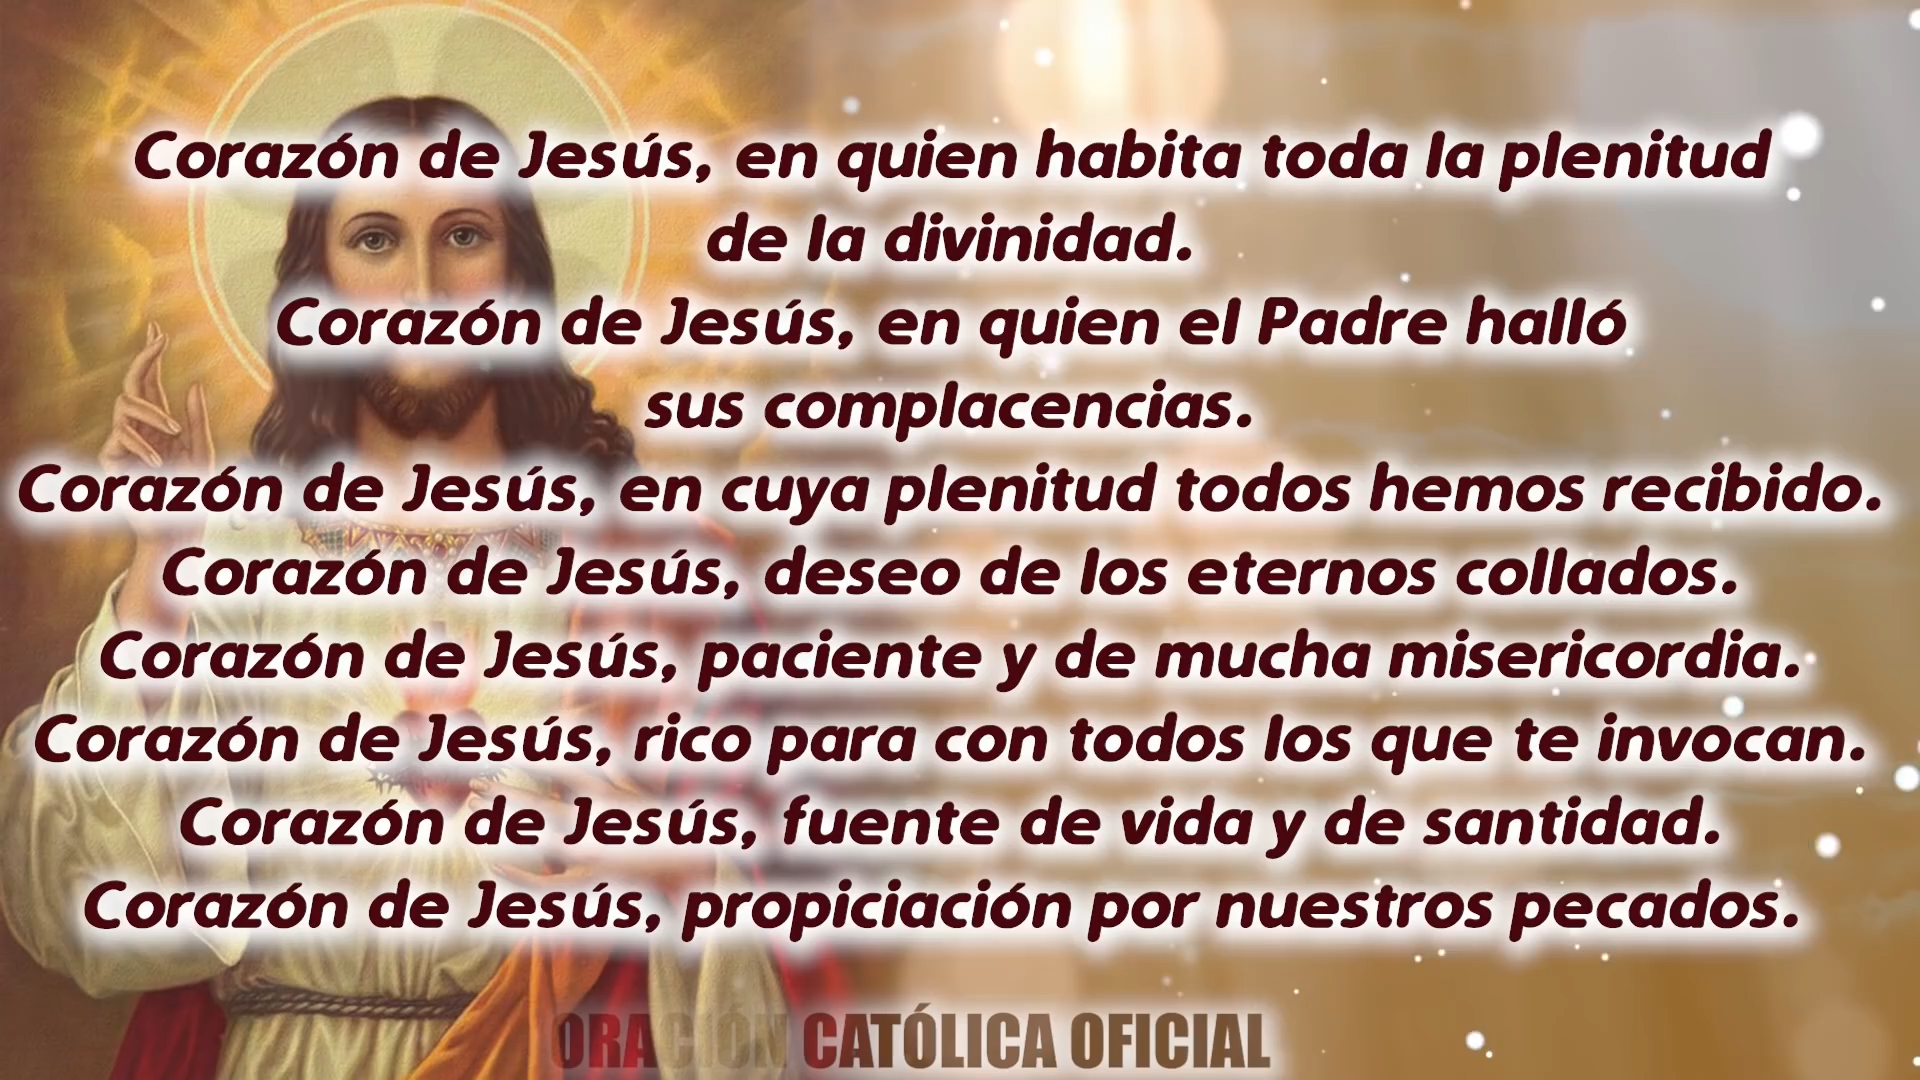 Corazón de Jesús, en quien habita toda la plenitud
de la divinidad.
Corazón de Jesús, en quien el Padre halló
sus complacencias.
Corazón de Jesús, en cuya plenitud todos hemos recibido.
Corazón de Jesús, deseo de los eternos collados.
Corazón de Jesús, paciente y de mucha misericordia.
Corazón de Jesús, rico para con todos los que te invocan.
Corazón de Jesús, fuente de vida y de santidad.
Corazón de Jesús, propiciación por nuestros pecados.
ORACIÓN CATÓLICA OFICIAL